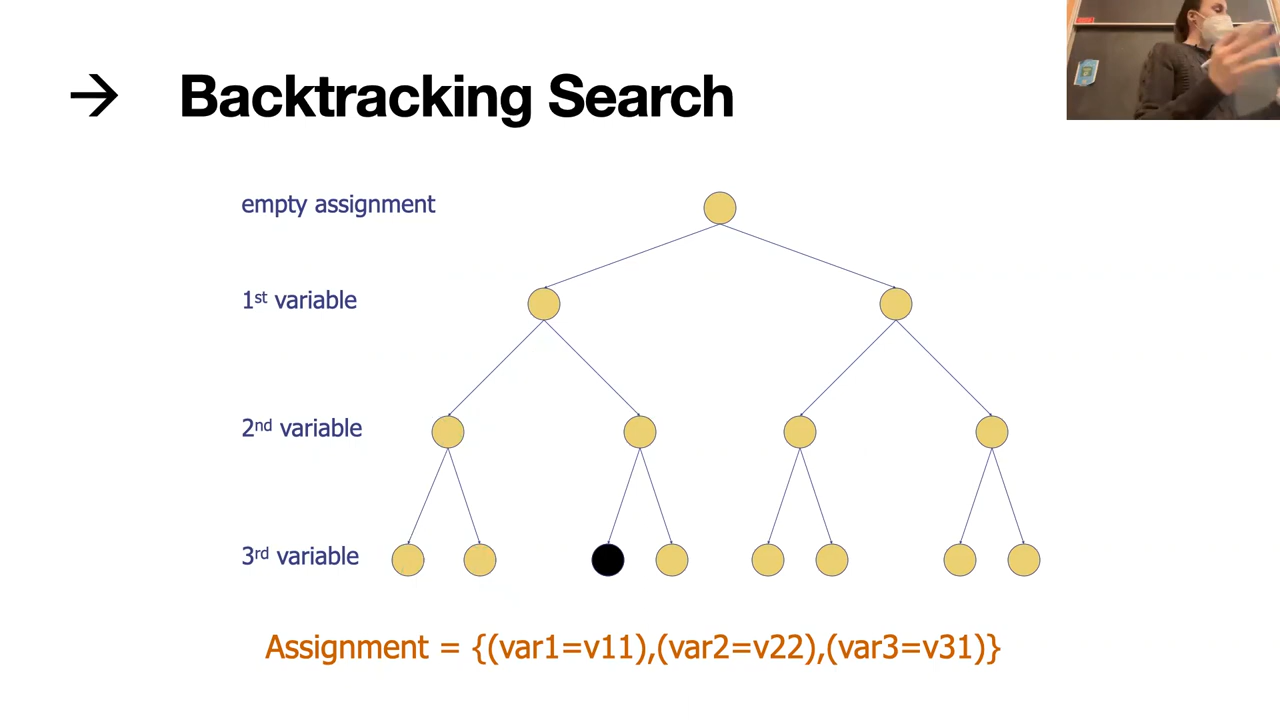 → Backtracking Search
empty assignment
1st variable
2nd variable
3rd variable
Assignment = {(var1=v11),(var2=v22),(var3=v31)}